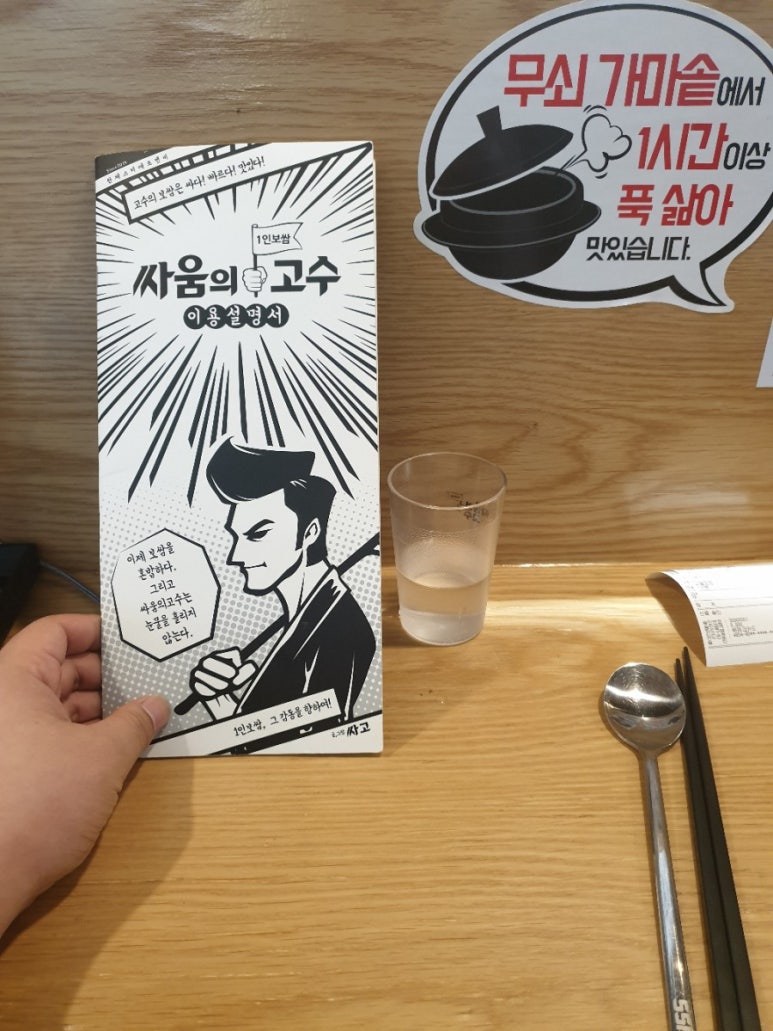 고수의 보쌈은 싸다! 빠르다! 맛있다!
1인보쌈
싸움의 고수
이용설명서
이제 보쌈을
혼밥하다.
그리고
싸움의고수는
눈물을 흘리지
않는다.
1인보쌈, 그 감동을 향하여!
싸고
무쇠 가마솥에서
1시간이상
푹 삶아
맛있습니다.